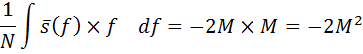 1/N ∫ s̄(f) × f df = −2M × M = −2M²